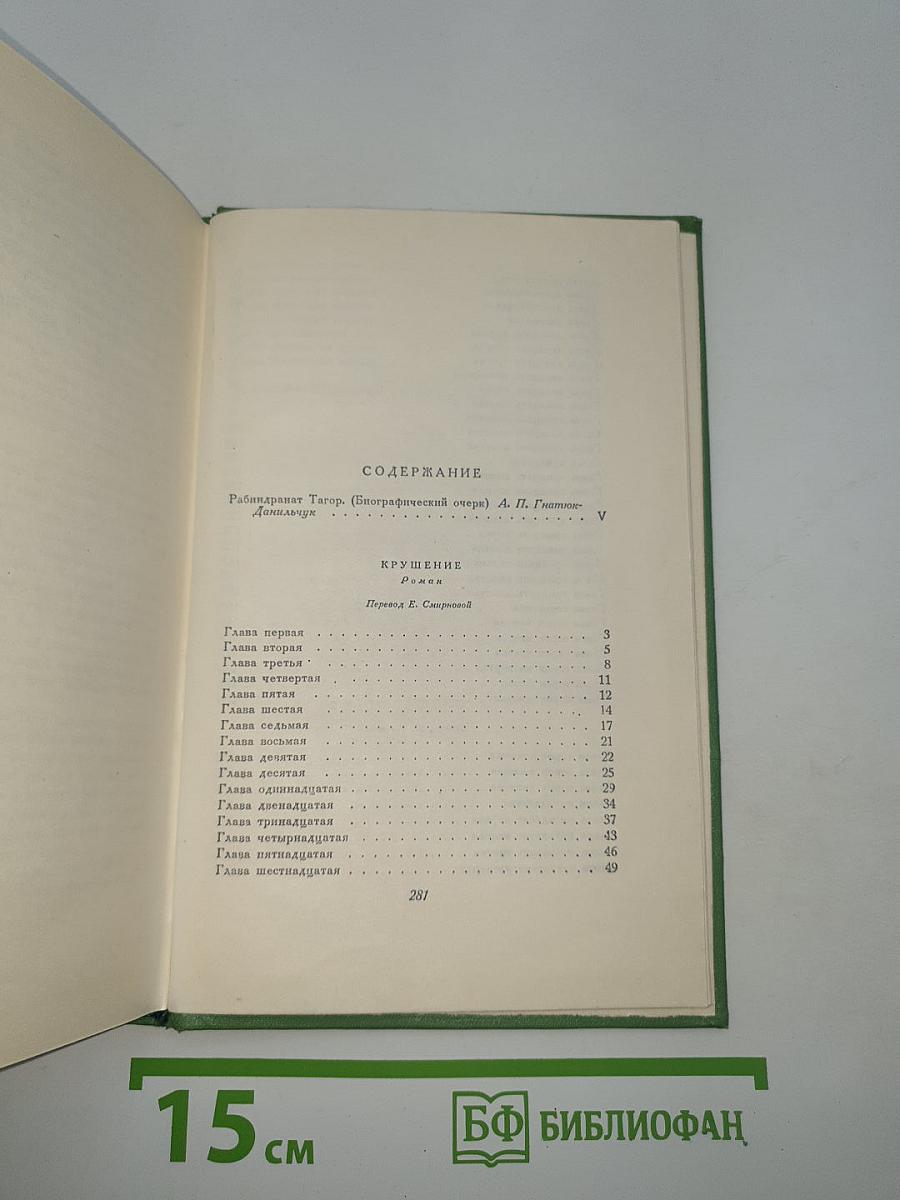 СОДЕРЖАНИЕ
Рабиндранат Тагор. (Биографический очерк) А. П. Гнатюк-
Данильчук . . . . . . . . . . . . . . . . . . . . . V
КРУШЕНИЕ
Роман
Перевод Е. Смирновой
Глава первая . . . . . . . . . . . . . . . . . . . . . 3
Глава вторая . . . . . . . . . . . . . . . . . . . . . 5
Глава третья . . . . . . . . . . . . . . . . . . . . . 8
Глава четвертая . . . . . . . . . . . . . . . . . . . . 11
Глава пятая . . . . . . . . . . . . . . . . . . . . . 12
Глава шестая . . . . . . . . . . . . . . . . . . . . . 14
Глава седьмая . . . . . . . . . . . . . . . . . . . . . 17
Глава восьмая . . . . . . . . . . . . . . . . . . . . . 21
Глава девятая . . . . . . . . . . . . . . . . . . . . . 22
Глава десятая . . . . . . . . . . . . . . . . . . . . . 25
Глава одиннадцатая . . . . . . . . . . . . . . . . . . . 29
Глава двенадцатая . . . . . . . . . . . . . . . . . . . 34
Глава тринадцатая . . . . . . . . . . . . . . . . . . . 37
Глава четырнадцатая . . . . . . . . . . . . . . . . . . 43
Глава пятнадцатая . . . . . . . . . . . . . . . . . . . 46
Глава шестнадцатая . . . . . . . . . . . . . . . . . . . 49
281
15 см
БФ БИБЛИОФАН